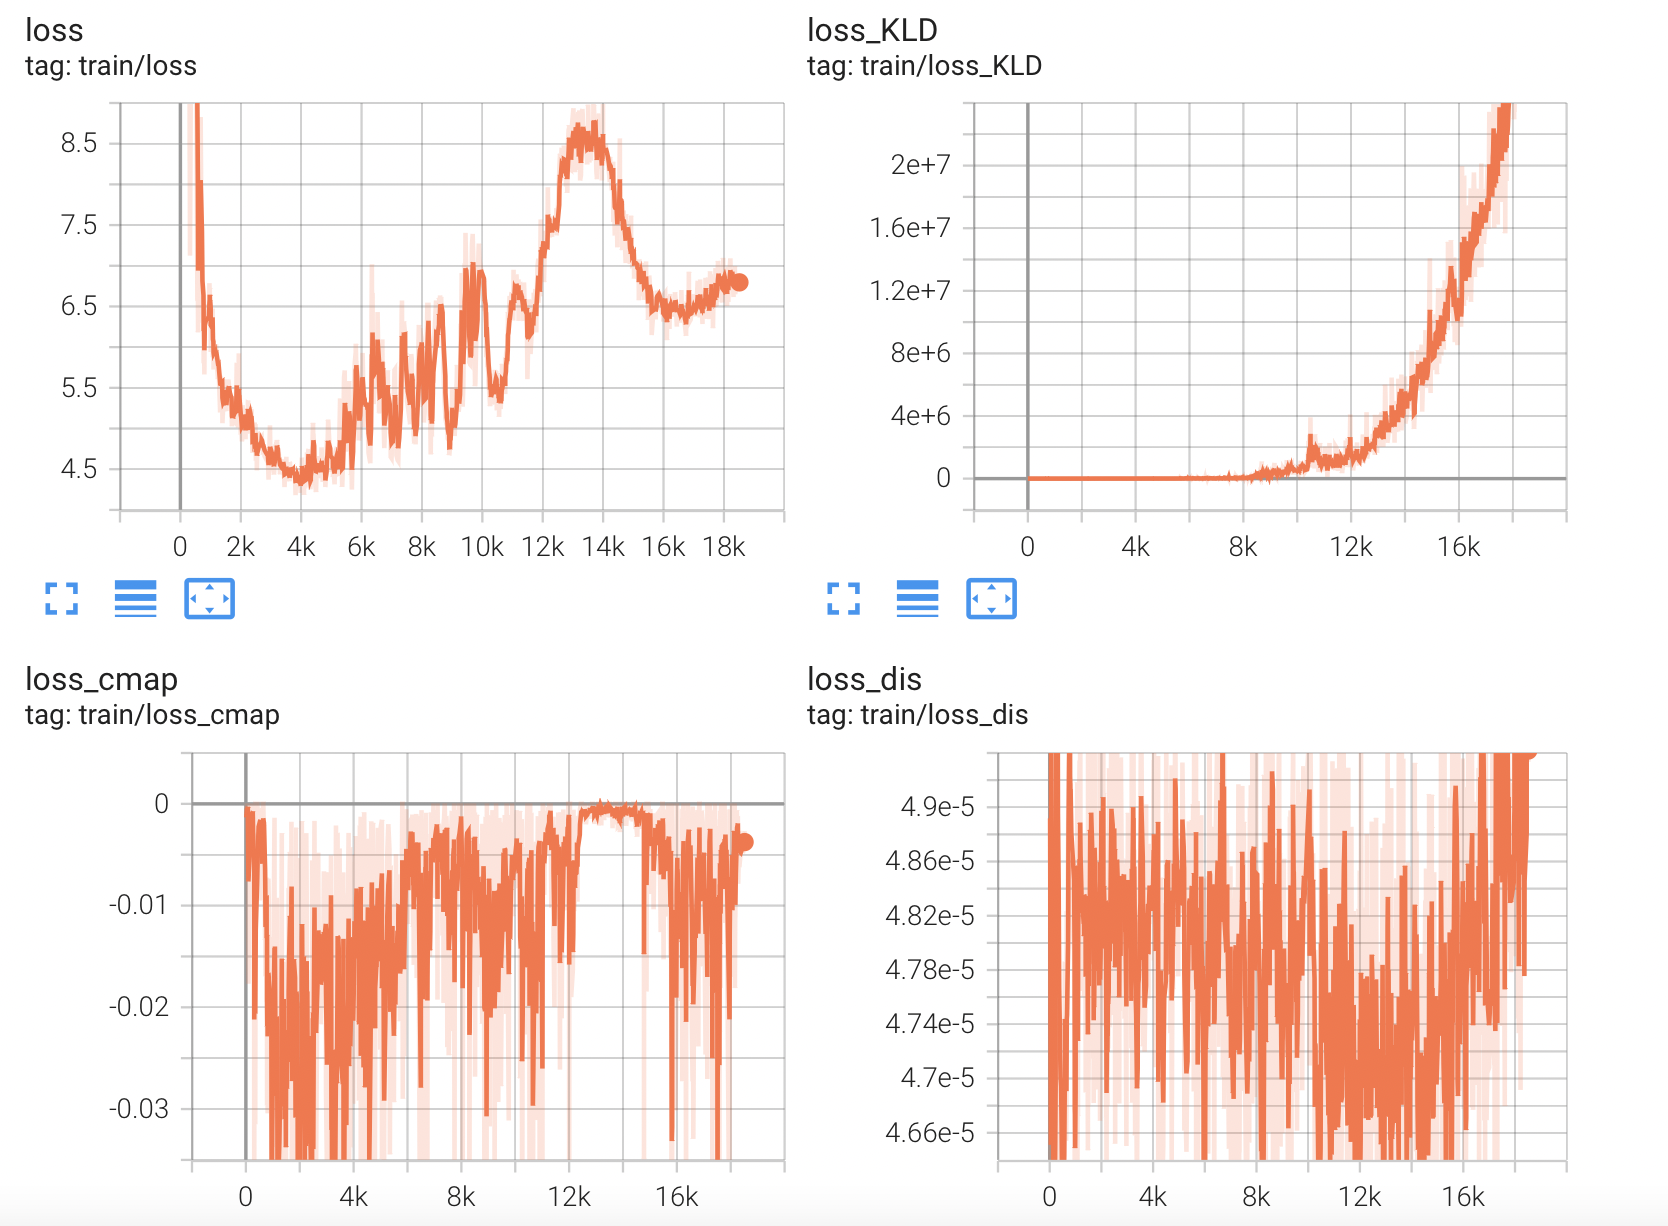 loss
tag: train/loss
8.5
7.5
6.5
5.5
4.5
0 2k 4k 6k 8k 10k 12k 14k 16k 18k
loss_KLD
tag: train/loss_KLD
2e+7
1.6e+7
1.2e+7
8e+6
4e+6
0
0 4k 8k 12k 16k
loss_cmap
tag: train/loss_cmap
0
-0.01
-0.02
-0.03
0 4k 8k 12k 16k
loss_dis
tag: train/loss_dis
4.9e-5
4.86e-5
4.82e-5
4.78e-5
4.74e-5
4.7e-5
4.66e-5
0 4k 8k 12k 16k